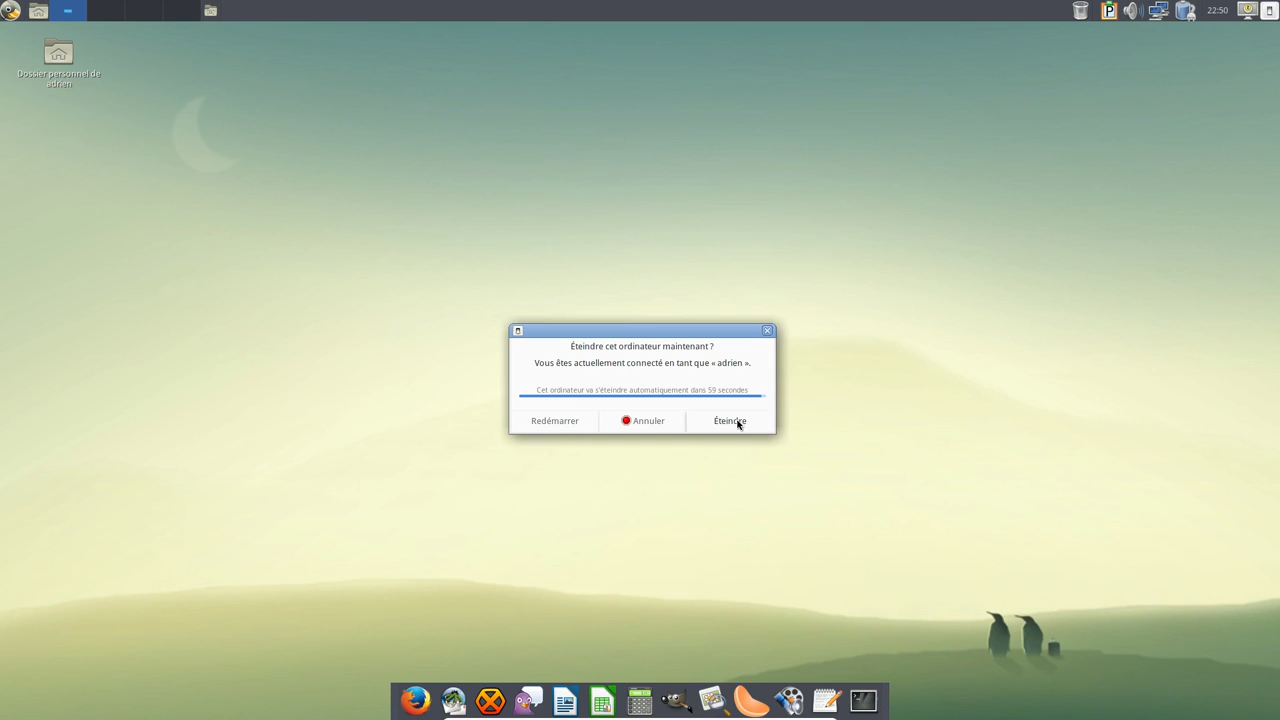 22:50
Dossier personnel de
adrien
Éteindre cet ordinateur maintenant ?
Vous êtes actuellement connecté en tant que « adrien ».
Cet ordinateur va s'éteindre automatiquement dans 59 secondes
Redémarrer
Annuler
Éteindre